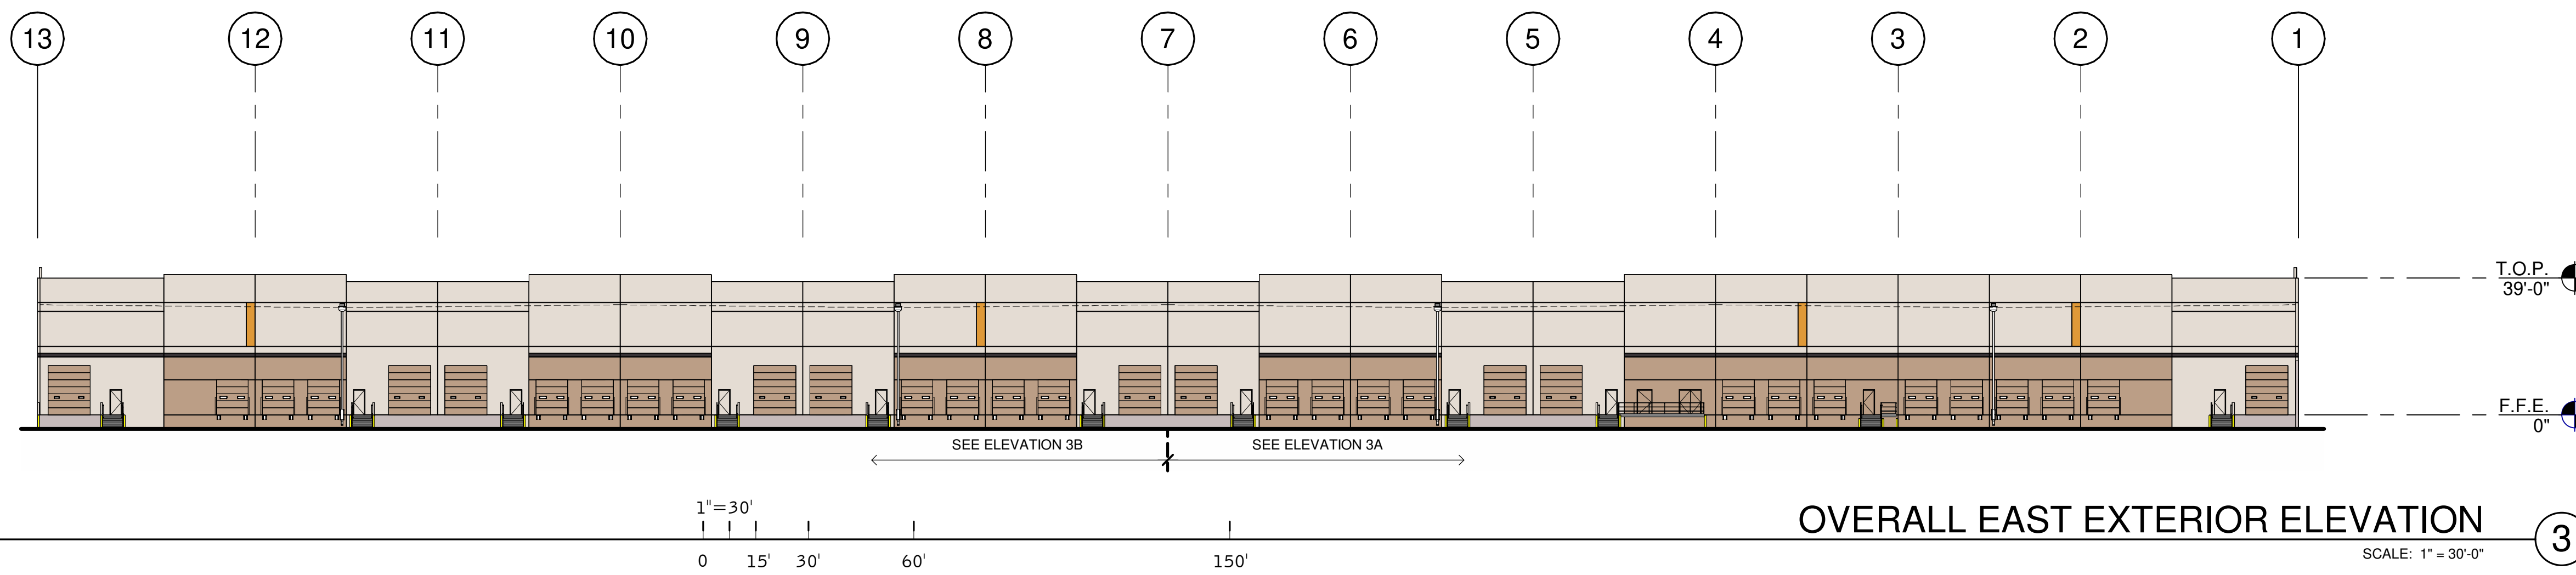 13 12 11 10 9 8 7 6 5 4 3 2 1
T.O.P.
39'-0"
F.F.E.
0"
SEE ELEVATION 3B SEE ELEVATION 3A
1"=30'
0 15' 30' 60' 150'
OVERALL EAST EXTERIOR ELEVATION
SCALE: 1" = 30'-0"
3